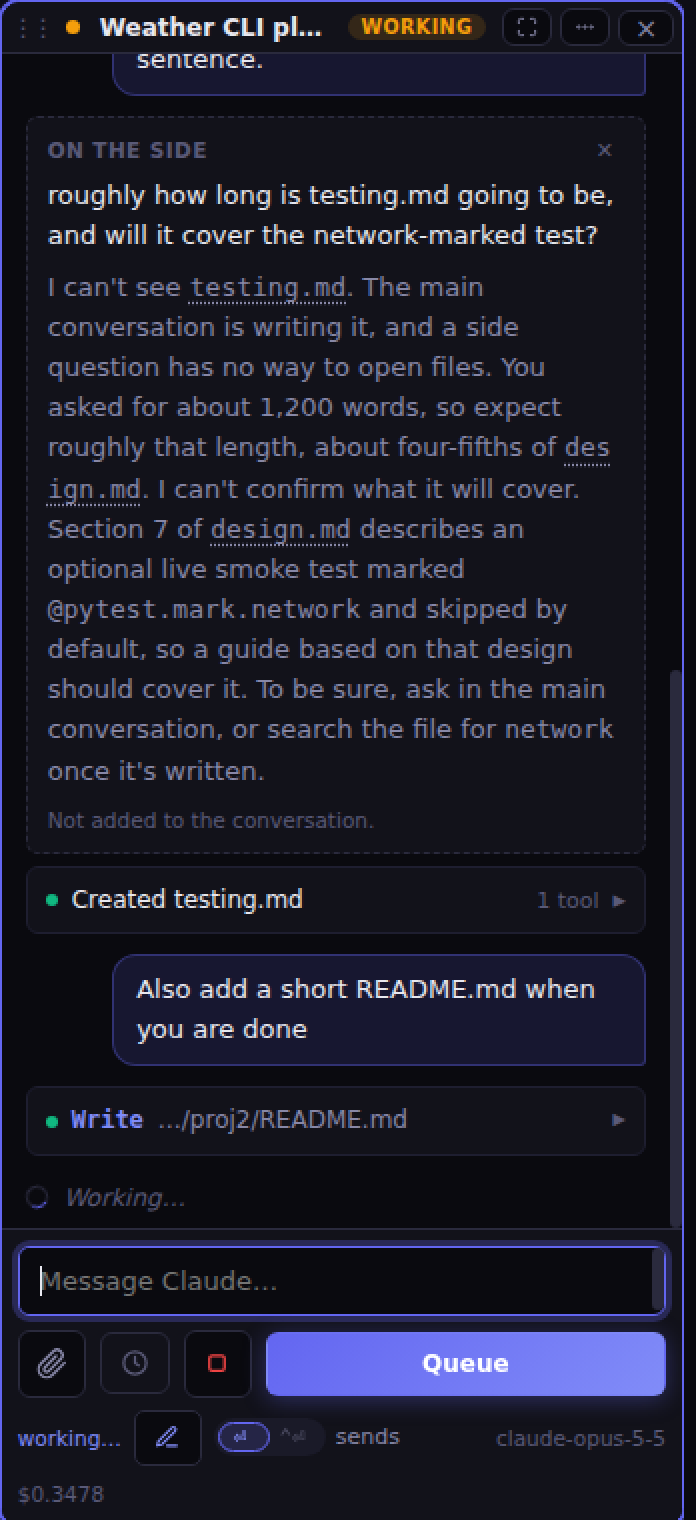 Weather CLI pl...
WORKING
sentence.
ON THE SIDE
roughly how long is testing.md going to be,
and will it cover the network-marked test?
I can't see testing.md. The main
conversation is writing it, and a side
question has no way to open files. You
asked for about 1,200 words, so expect
roughly that length, about four-fifths of des
ign.md. I can't confirm what it will cover.
Section 7 of design.md describes an
optional live smoke test marked
@pytest.mark.network and skipped by
default, so a guide based on that design
should cover it. To be sure, ask in the main
conversation, or search the file for network
once it's written.
Not added to the conversation.
Created testing.md
1 tool
Also add a short README.md when
you are done
Write .../proj2/README.md
Working...
Message Claude...
Queue
working...
sends
claude-opus-5-5
$0.3478